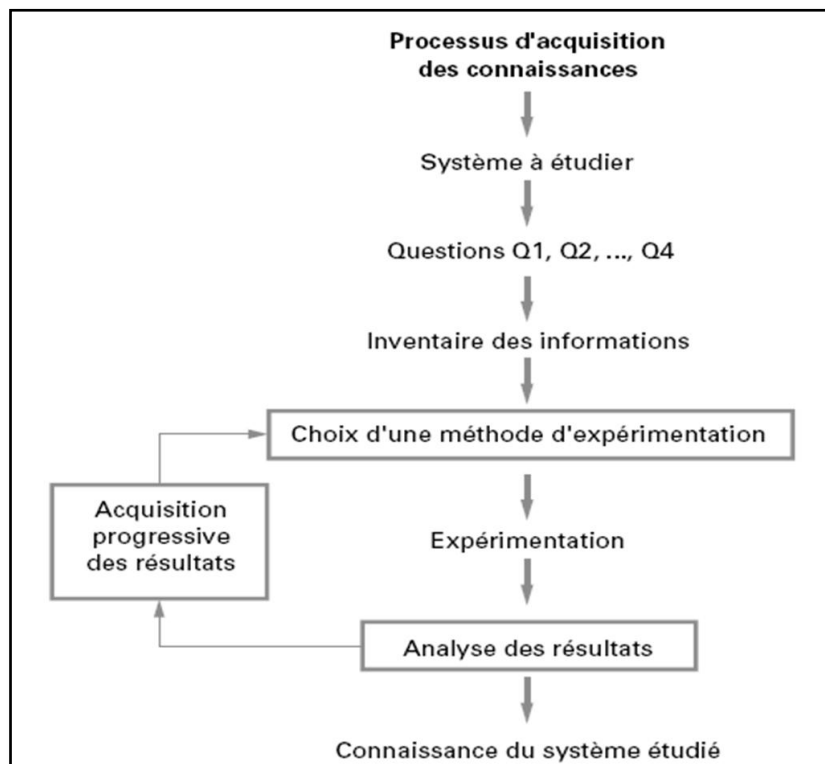 Processus d'acquisition
des connaissances
Système à étudier
Questions Q1, Q2, ..., Q4
Inventaire des informations
Choix d'une méthode d'expérimentation
Acquisition
progressive
des résultats
Expérimentation
Analyse des résultats
Connaissance du système étudié